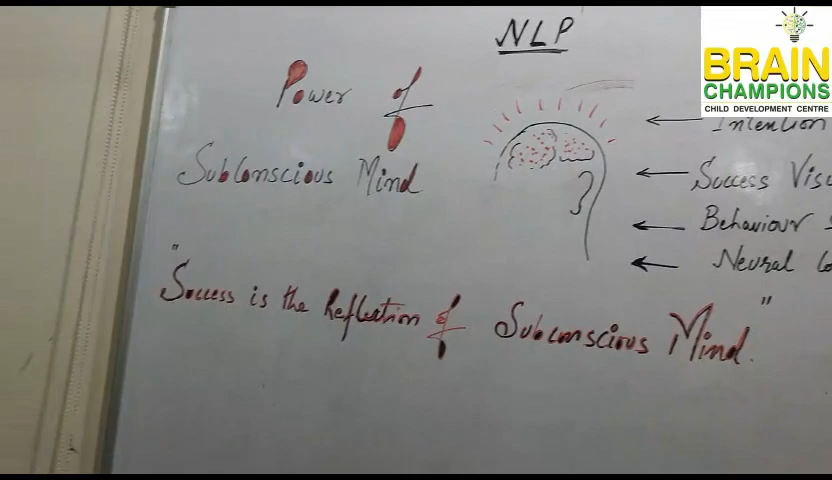 NLP
BRAIN
CHAMPIONS
CHILD DEVELOPMENT CENTRE
Power of
Subconscious Mind
Intention
Success
Behaviour
Neural
"Success is the Reflection of Subconscious Mind."